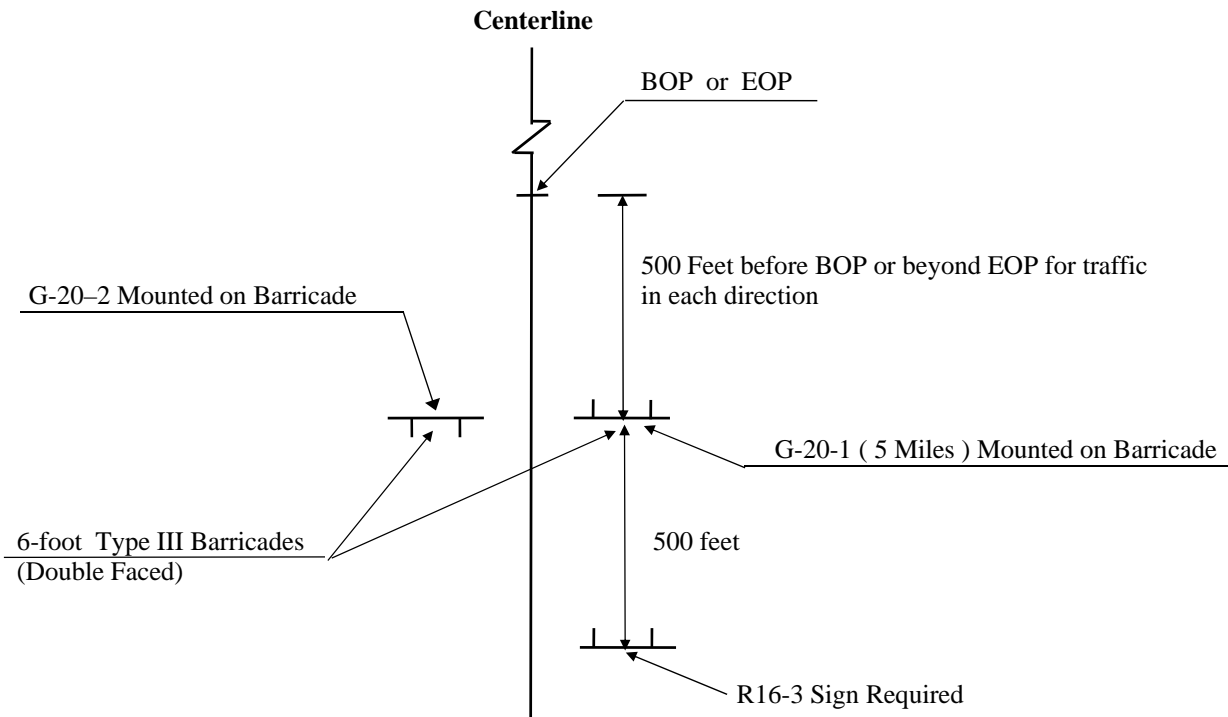 Centerline
BOP or EOP
500 Feet before BOP or beyond EOP for traffic
in each direction
G-20–2 Mounted on Barricade
G-20-1 ( 5 Miles ) Mounted on Barricade
6-foot Type III Barricades
(Double Faced)
500 feet
R16-3 Sign Required